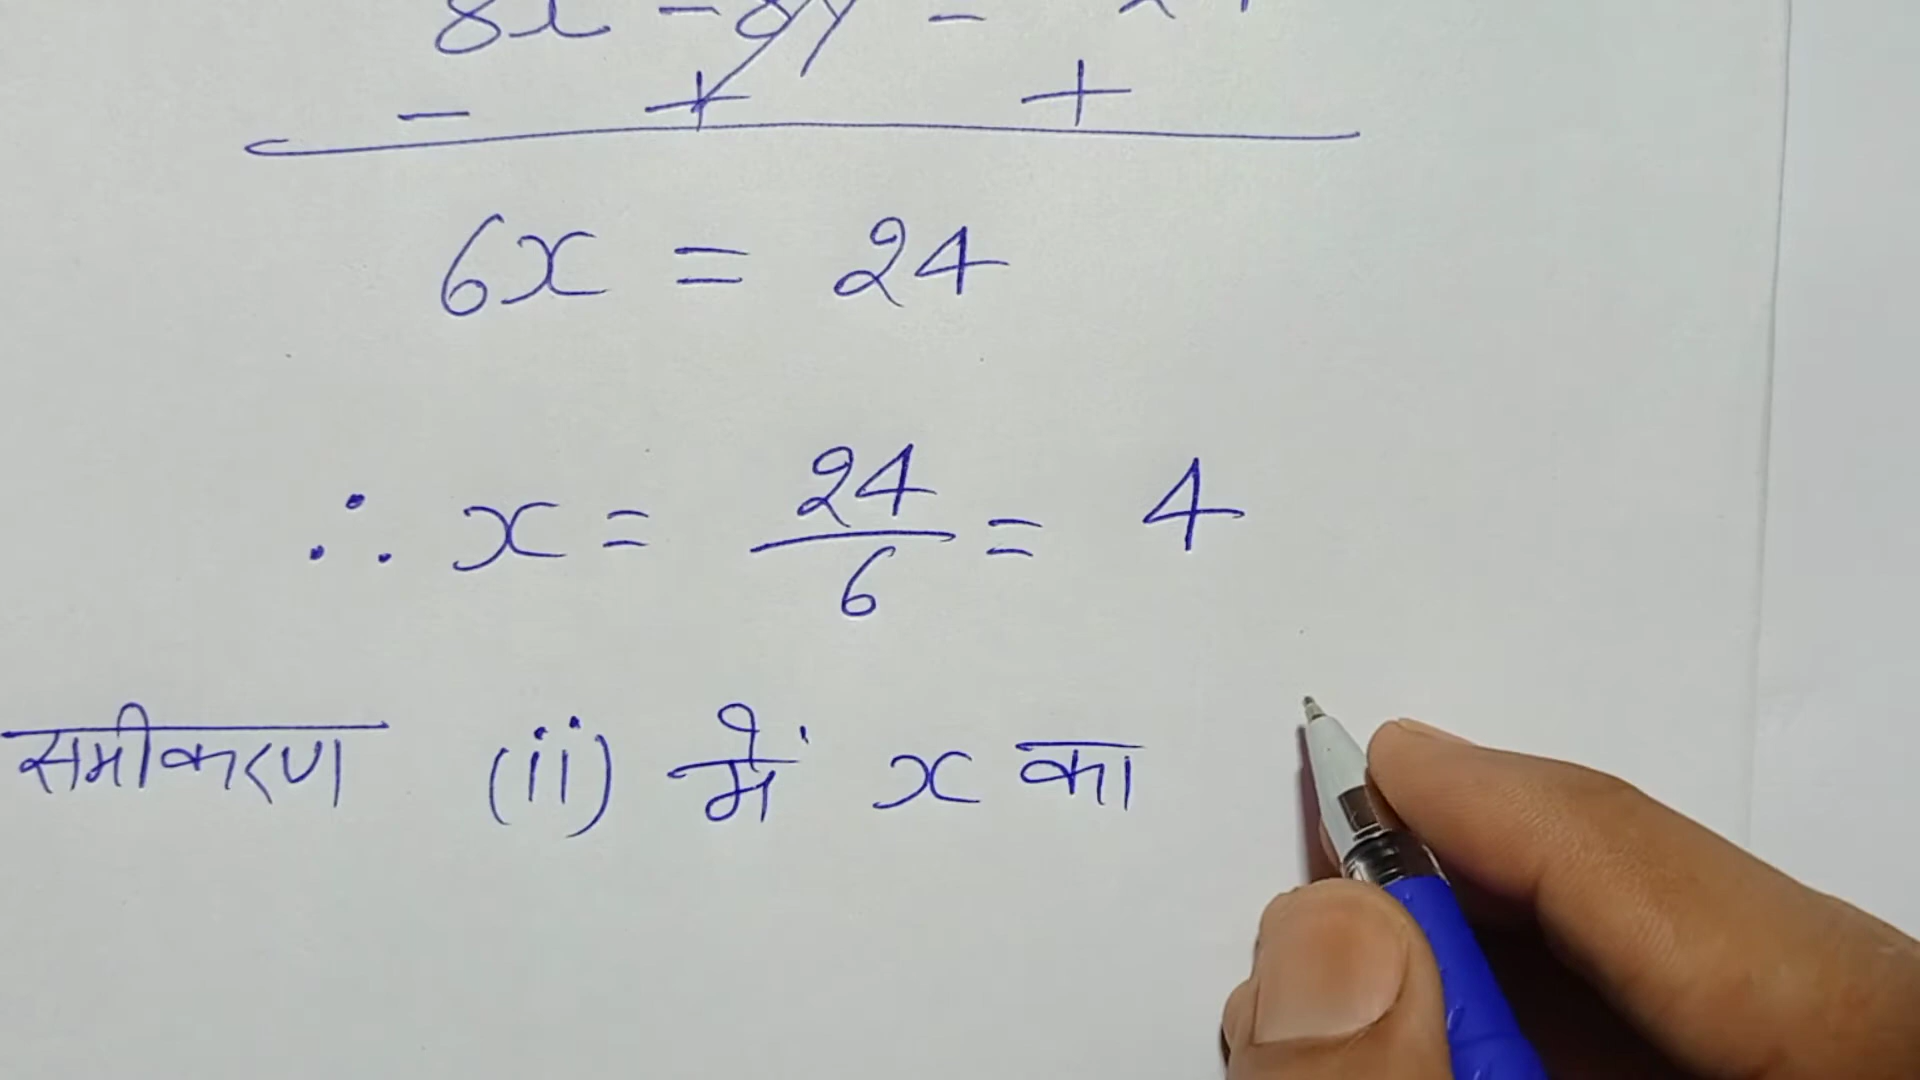 - + +
6x = 24
∴ x = 24/6 = 4
समीकरण (ii) में x का